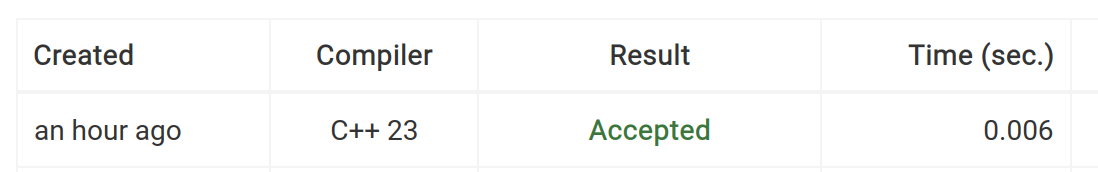 Created Compiler Result Time (sec.)
an hour ago C++ 23 Accepted 0.006